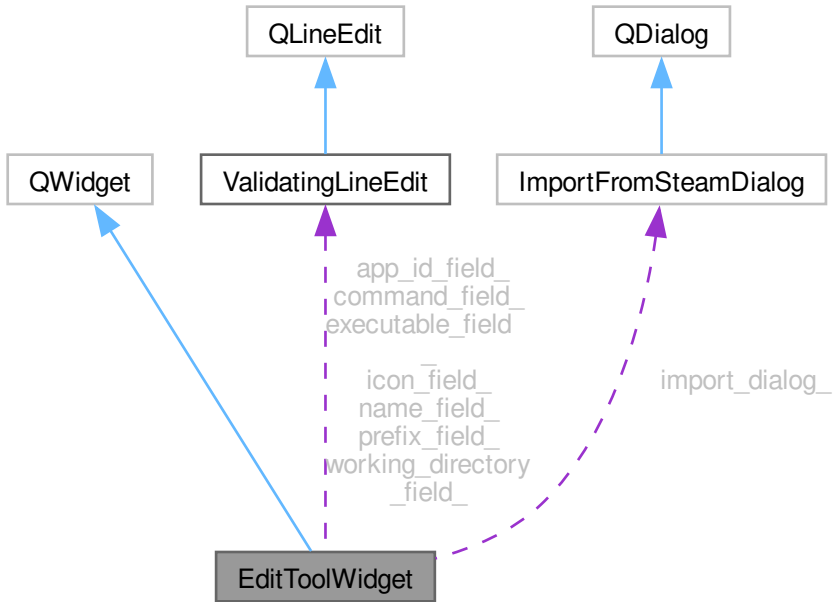 QLineEdit
QDialog
QWidget
ValidatingLineEdit
ImportFromSteamDialog
app_id_field_
command_field_
executable_field
_
icon_field_
name_field_
prefix_field_
working_directory
_field_
import_dialog_
EditToolWidget